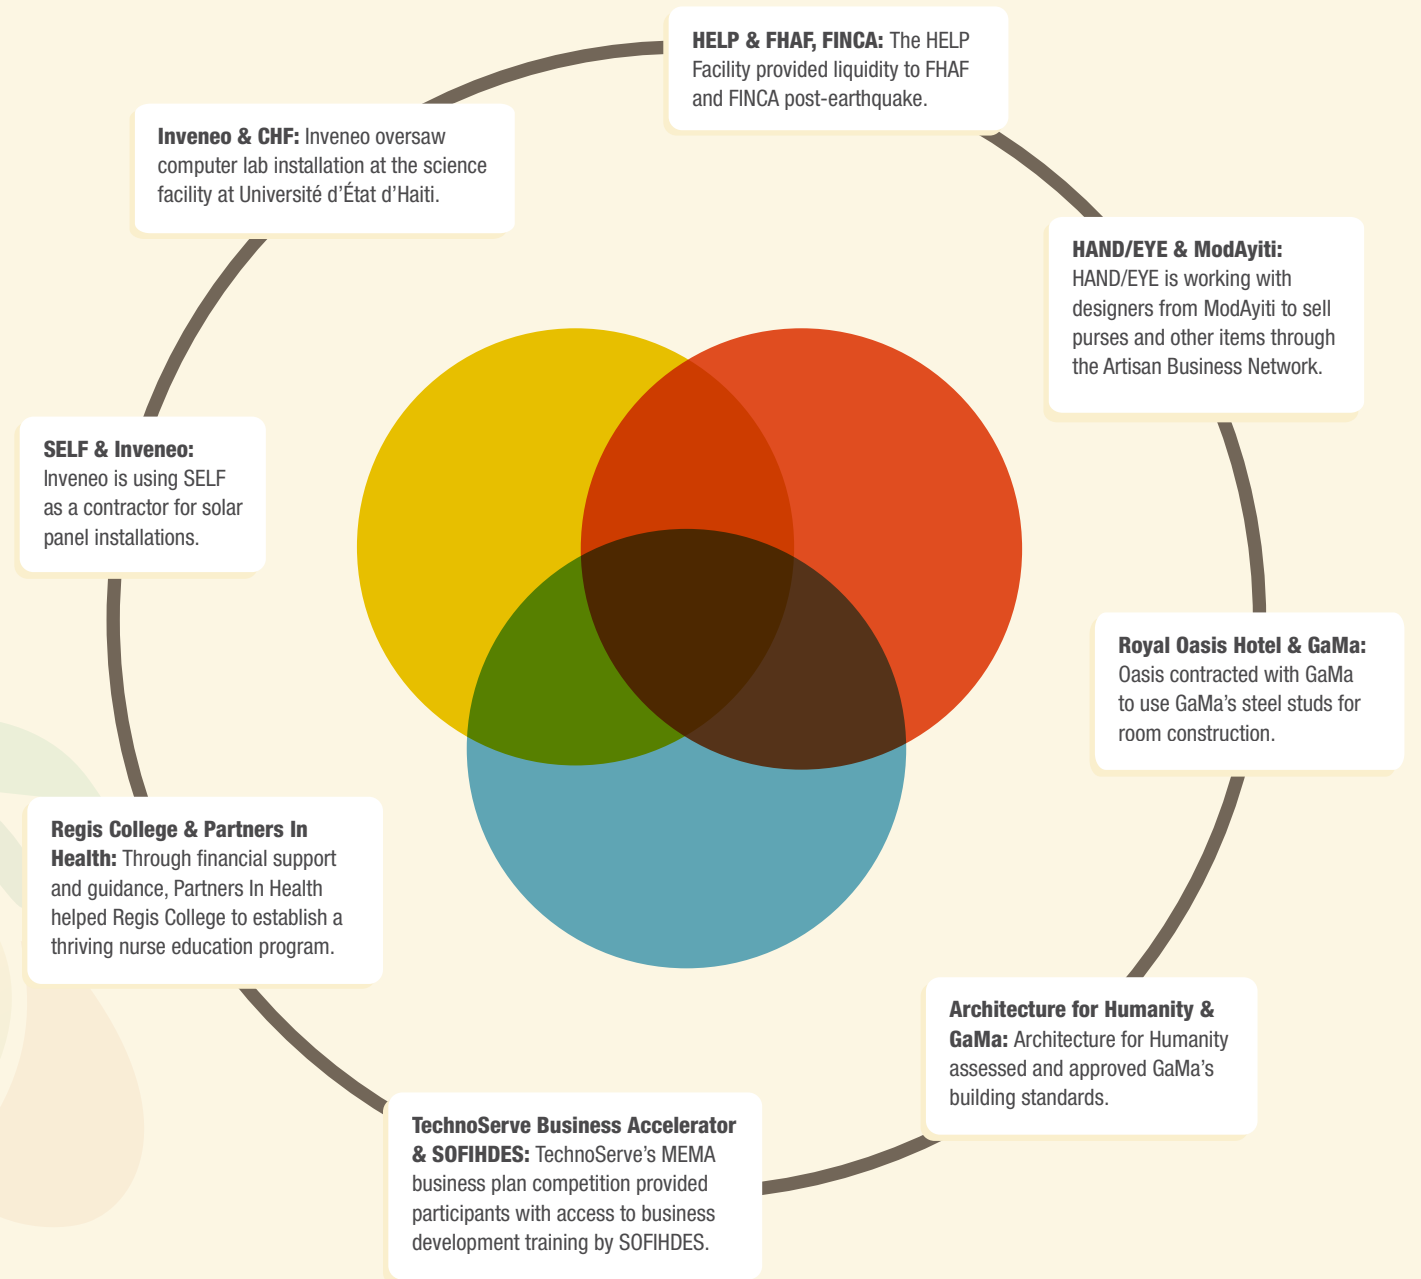 HELP & FHAF, FINCA: The HELP
Facility provided liquidity to FHAF
and FINCA post-earthquake.
Inveneo & CHF: Inveneo oversaw
computer lab installation at the science
facility at Université d'État d'Haiti.
HAND/EYE & ModAyiti:
HAND/EYE is working with
designers from ModAyiti to sell
purses and other items through
the Artisan Business Network.
SELF & Inveneo:
Inveneo is using SELF
as a contractor for solar
panel installations.
Royal Oasis Hotel & GaMa:
Oasis contracted with GaMa
to use GaMa's steel studs for
room construction.
Regis College & Partners In
Health: Through financial support
and guidance, Partners In Health
helped Regis College to establish a
thriving nurse education program.
Architecture for Humanity &
GaMa: Architecture for Humanity
assessed and approved GaMa's
building standards.
TechnoServe Business Accelerator
& SOFIHDES: TechnoServe's MEMA
business plan competition provided
participants with access to business
development training by SOFIHDES.